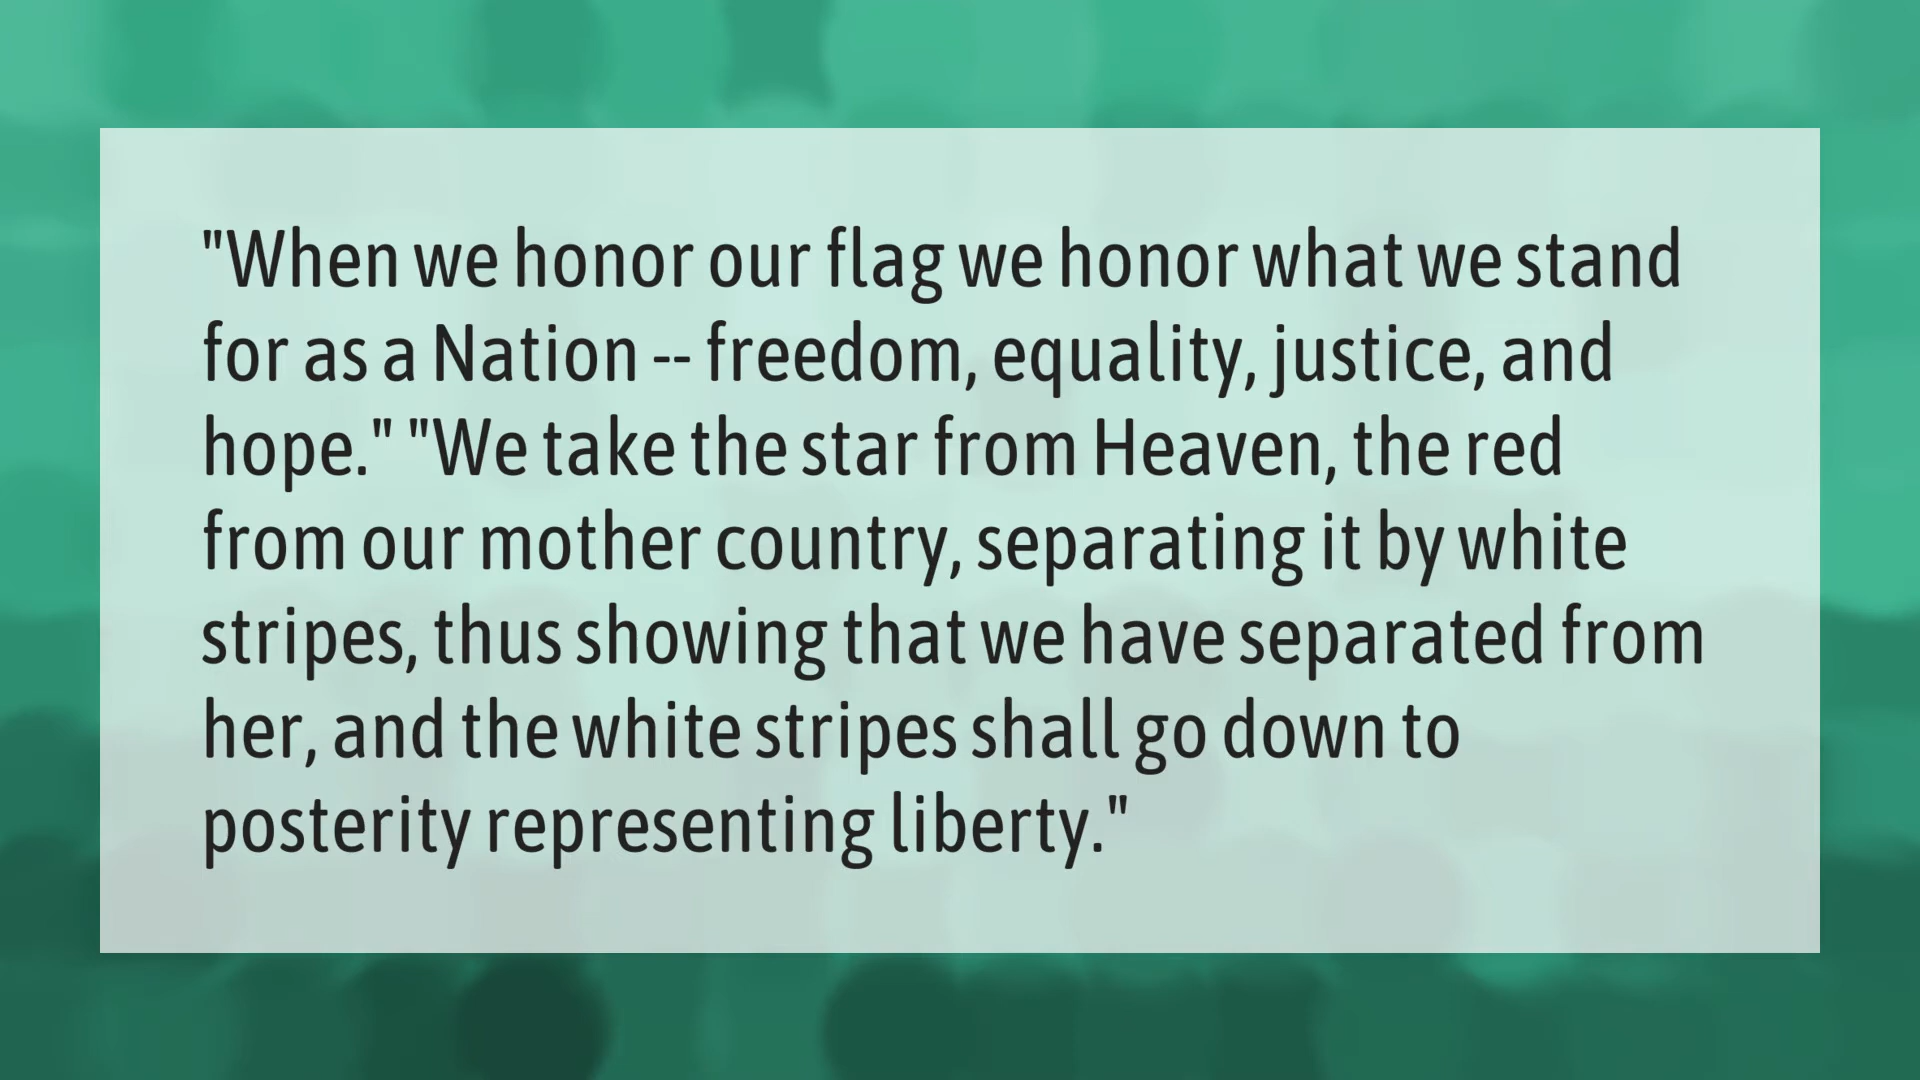 "When we honor our flag we honor what we stand
for as a Nation -- freedom, equality, justice, and
hope." "We take the star from Heaven, the red
from our mother country, separating it by white
stripes, thus showing that we have separated from
her, and the white stripes shall go down to
posterity representing liberty."